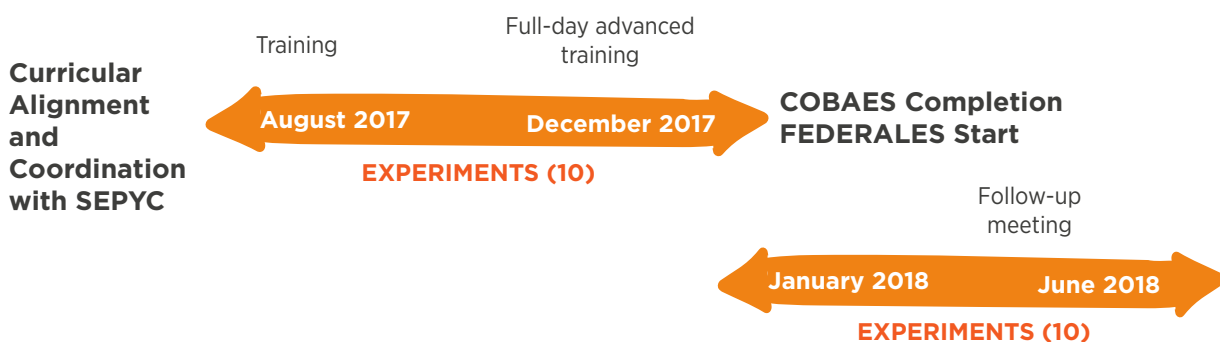 Curricular
Alignment
and
Coordination
with SEPYC
Training
Full-day advanced
training
August 2017
December 2017
EXPERIMENTS (10)
COBAES Completion
FEDERALES Start
Follow-up
meeting
January 2018
June 2018
EXPERIMENTS (10)